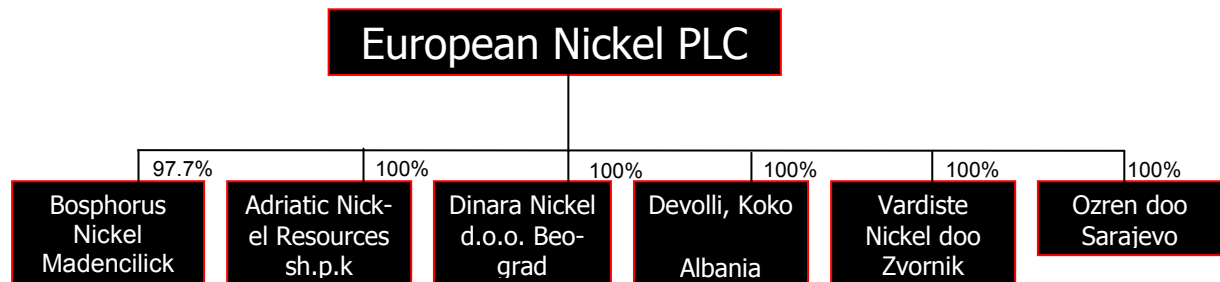 European Nickel PLC
97.7%
100%
100%
100%
100%
100%
Bosphorus
Nickel
Madencilick
Adriatic Nick-
el Resources
sh.p.k
Dinara Nickel
d.o.o. Beo-
grad
Devolli, Koko
Albania
Vardiste
Nickel doo
Zvornik
Ozren doo
Sarajevo